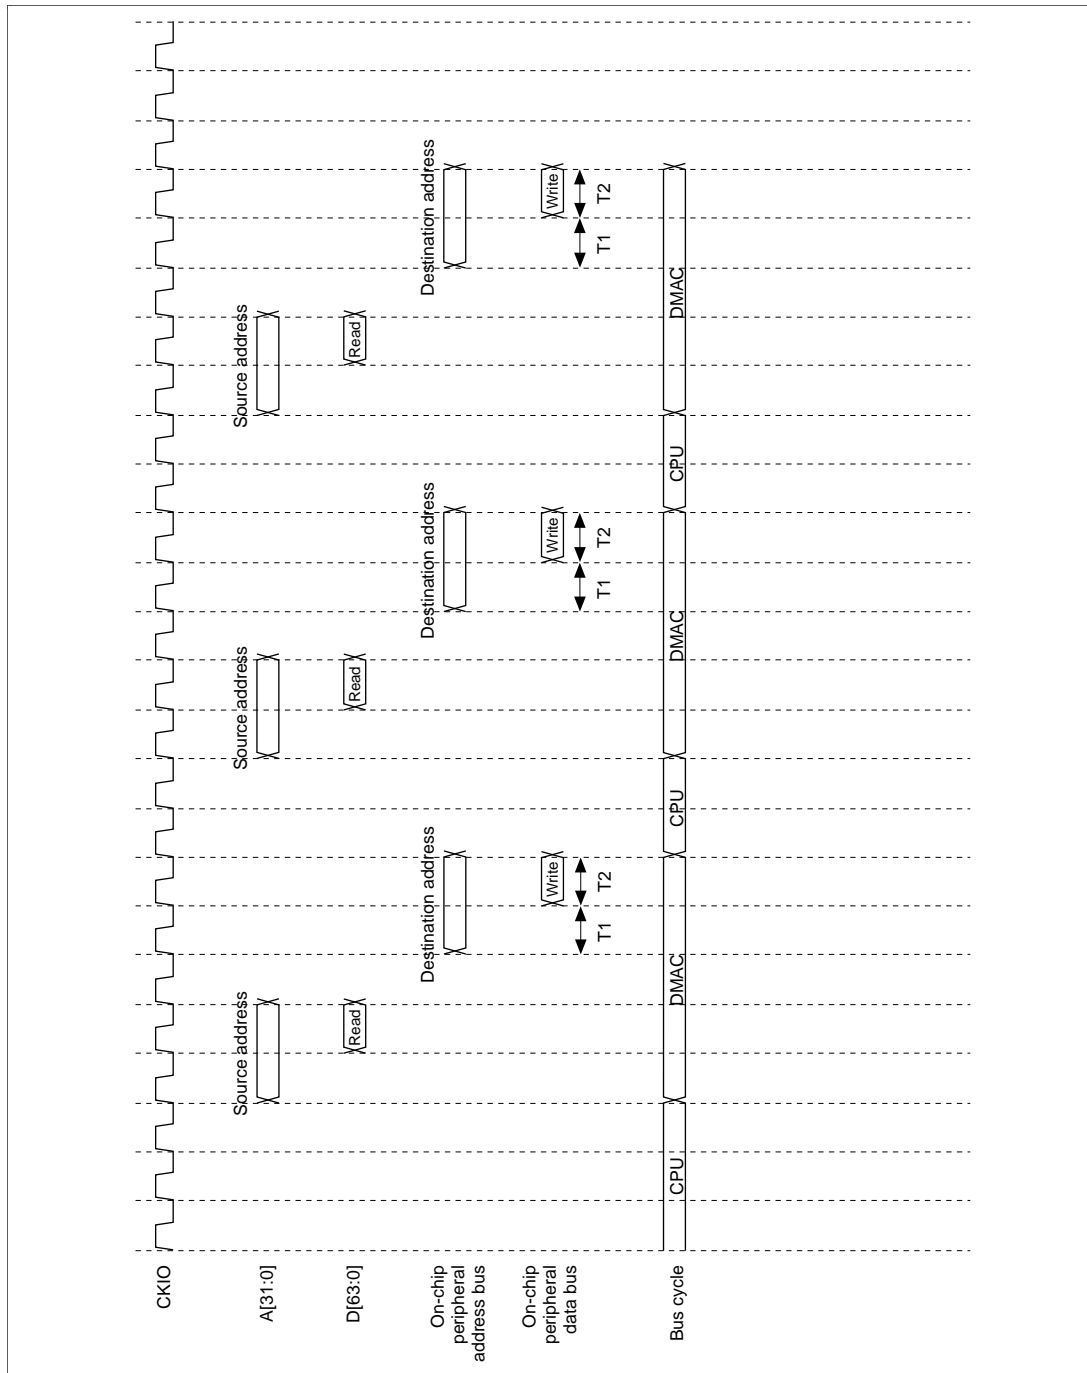 CKIO
A[31:0]
Source address
Source address
Source address
D[63:0]
Read
Read
Read
On-chip
peripheral
address bus
Destination address
Destination address
Destination address
On-chip
peripheral
data bus
Write
Write
Write
T1
T2
T1
T2
T1
T2
Bus cycle
CPU
DMAC
CPU
DMAC
CPU
DMAC